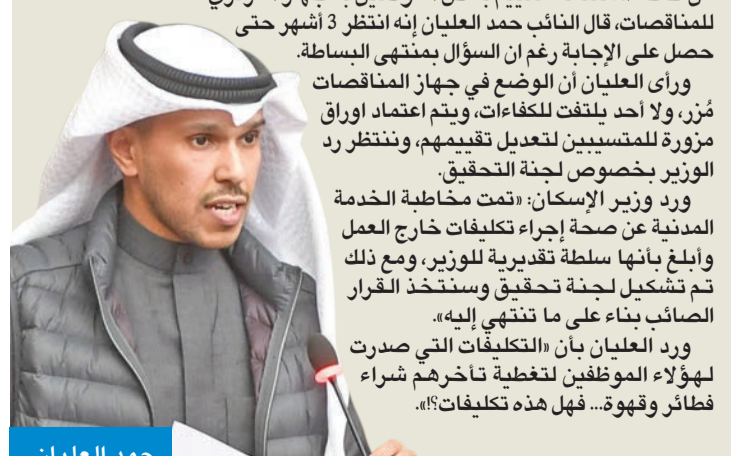 للمناقصات، قال النائب حمد العليان إنه انتظر 3 أشهر حتى
حصل على الإجابة رغم ان السؤال بمنتهى البساطة.
ورأى العليان أن الوضع في جهاز المناقصات
مُزر، ولا أحد يلتفت للكفاءات، ويتم اعتماد اوراق
مزورة للمتسيبين لتعديل تقييمهم، وننتظر رد
الوزير بخصوص لجنة التحقيق.
ورد وزير الإسكان: «تمت مخاطبة الخدمة
المدنية عن صحة إجراء تكليفات خارج العمل
وأبلغ بأنها سلطة تقديرية للوزير، ومع ذلك
تم تشكيل لجنة تحقيق وسنتخذ القرار
الصائب بناء على ما تنتهي إليه».
ورد العليان بأن «التكليفات التي صدرت
لهؤلاء الموظفين لتغطية تأخرهم شراء
فطائر وقهوة... فهل هذه تكليفات؟!».
حمد العليان